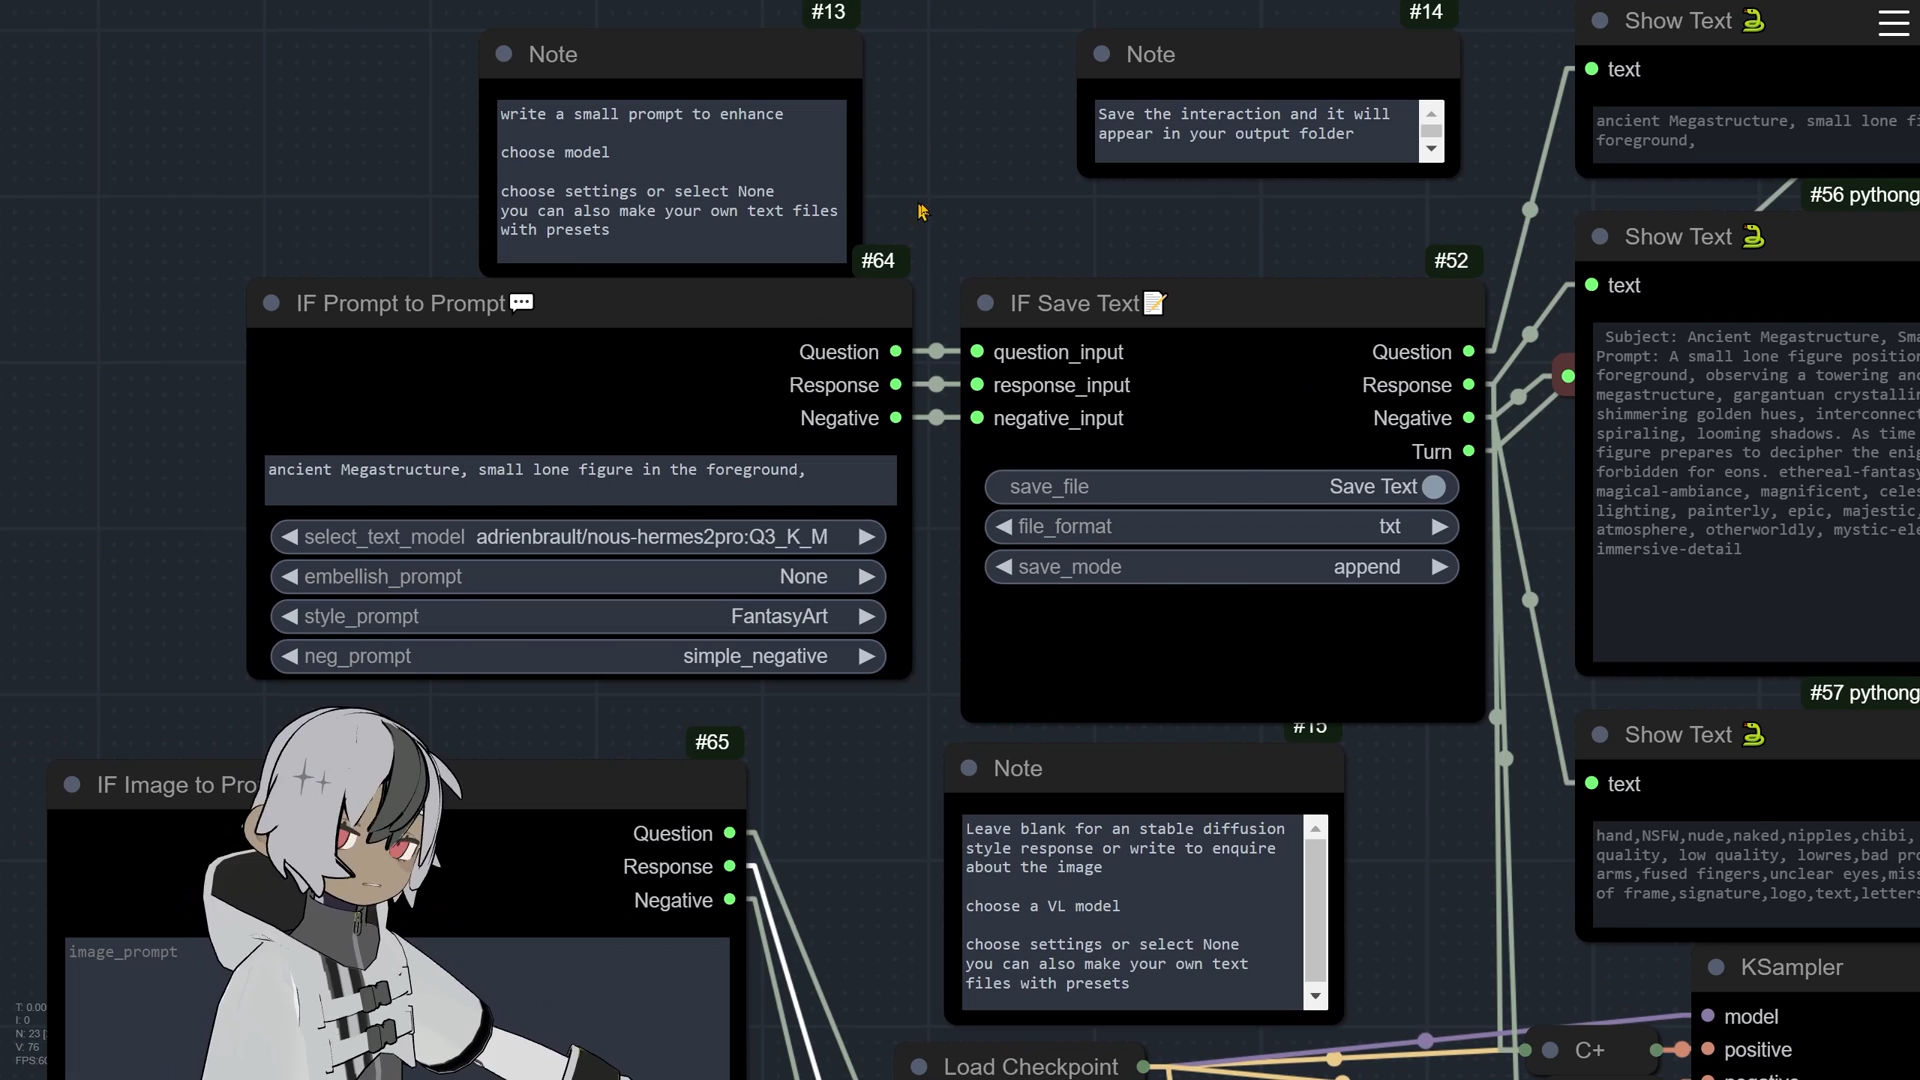 #13
Note
write a small prompt to enhance
choose model
choose settings or select None
you can also make your own text files
with presets
#14
Note
Save the interaction and it will
appear in your output folder
Show Text
text
ancient Megastructure, small lone
foreground,
#64
IF Prompt to Prompt
Question
Response
Negative
ancient Megastructure, small lone figure in the foreground,
select_text_model adrienbrault/nous-hermes2pro:Q3_K_M
embellish_prompt None
style_prompt FantasyArt
neg_prompt simple_negative
#52
IF Save Text
question_input Question
response_input Response
negative_input Negative
Turn
save_file Save Text
file_format txt
save_mode append
#56 pythong
Show Text
text
Subject: Ancient Megastructure,
Prompt: A small lone figure
foreground, observing a towering
megastructure, gargantuan
shimmering golden hues,
spiraling, looming shadows. As time
figure prepares to decipher the
forbidden for eons. ethereal-fantasy
magical-ambiance, magnificent,
lighting, painterly, epic, majestic,
atmosphere, otherworldly,
immersive-detail
#57 pythong
Show Text
text
hand,NSFW,nude,naked,nipples,chibi,
quality, low quality, lowres,bad
arms,fused fingers,unclear eyes,
of frame,signature,logo,text,letters
#65
IF Image to
Question
Response
Negative
image_prompt
#15
Note
Leave blank for an stable diffusion
style response or write to enquire
about the image
choose a VL model
choose settings or select None
you can also make your own text
files with presets
Load Checkpoint
C+
KSampler
model
positive
T: 0.00
I: 0
N: 23
V: 76